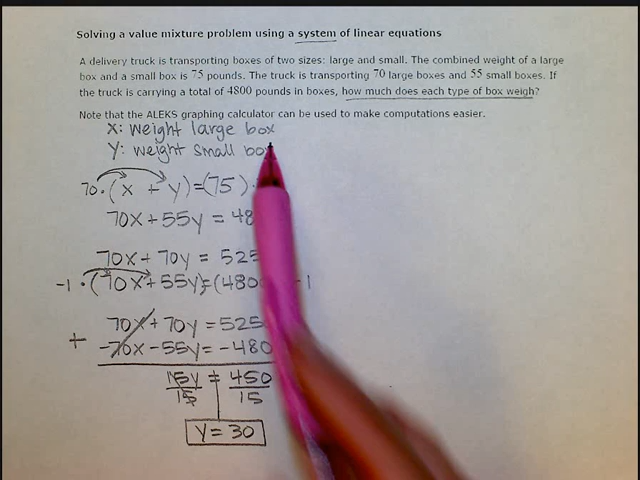 Solving a value mixture problem using a system of linear equations
A delivery truck is transporting boxes of two sizes: large and small. The combined weight of a large
box and a small box is 75 pounds. The truck is transporting 70 large boxes and 55 small boxes. If
the truck is carrying a total of 4800 pounds in boxes, how much does each type of box weigh?
Note that the ALEKS graphing calculator can be used to make computations easier.
X: weight large box
Y: weight small box
70·(x + y)=(75)·
70x+55y = 48
70x+ 70y = 525
-1·(70x+55y)=(480 -1
70x+70y=525
+ -70x-55y=-480
15y = 450
15 15
y = 30